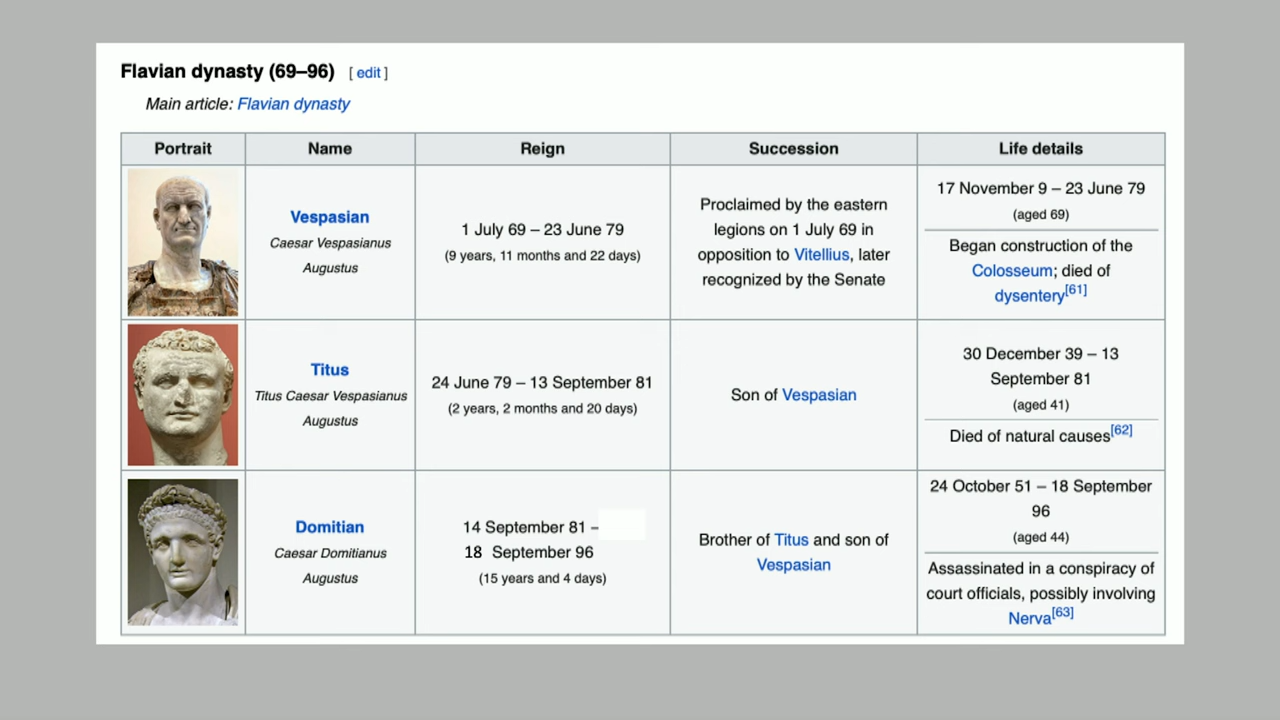 Flavian dynasty (69–96) [ edit ]
Main article: Flavian dynasty
Portrait Name Reign Succession Life details
Vespasian
Caesar Vespasianus
Augustus
1 July 69 – 23 June 79
(9 years, 11 months and 22 days)
Proclaimed by the eastern
legions on 1 July 69 in
opposition to Vitellius, later
recognized by the Senate
17 November 9 – 23 June 79
(aged 69)
Began construction of the
Colosseum; died of
dysentery[61]
Titus
Titus Caesar Vespasianus
Augustus
24 June 79 – 13 September 81
(2 years, 2 months and 20 days)
Son of Vespasian
30 December 39 – 13
September 81
(aged 41)
Died of natural causes[62]
Domitian
Caesar Domitianus
Augustus
14 September 81 –
18 September 96
(15 years and 4 days)
Brother of Titus and son of
Vespasian
24 October 51 – 18 September
96
(aged 44)
Assassinated in a conspiracy of
court officials, possibly involving
Nerva[63]